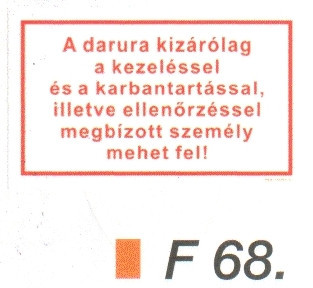 A darura kizárólag
a kezeléssel
és a karbantartással,
illetve ellenőrzéssel
megbízott személy
mehet fel!
F 68.